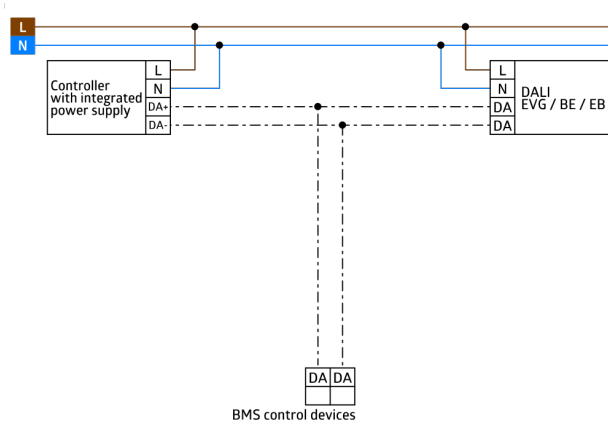 L
N
Controller
with integrated
power supply
L
N
DA+
DA-
L
N
DA
DA
DALI
EVG / BE / EB
DA DA
BMS control devices